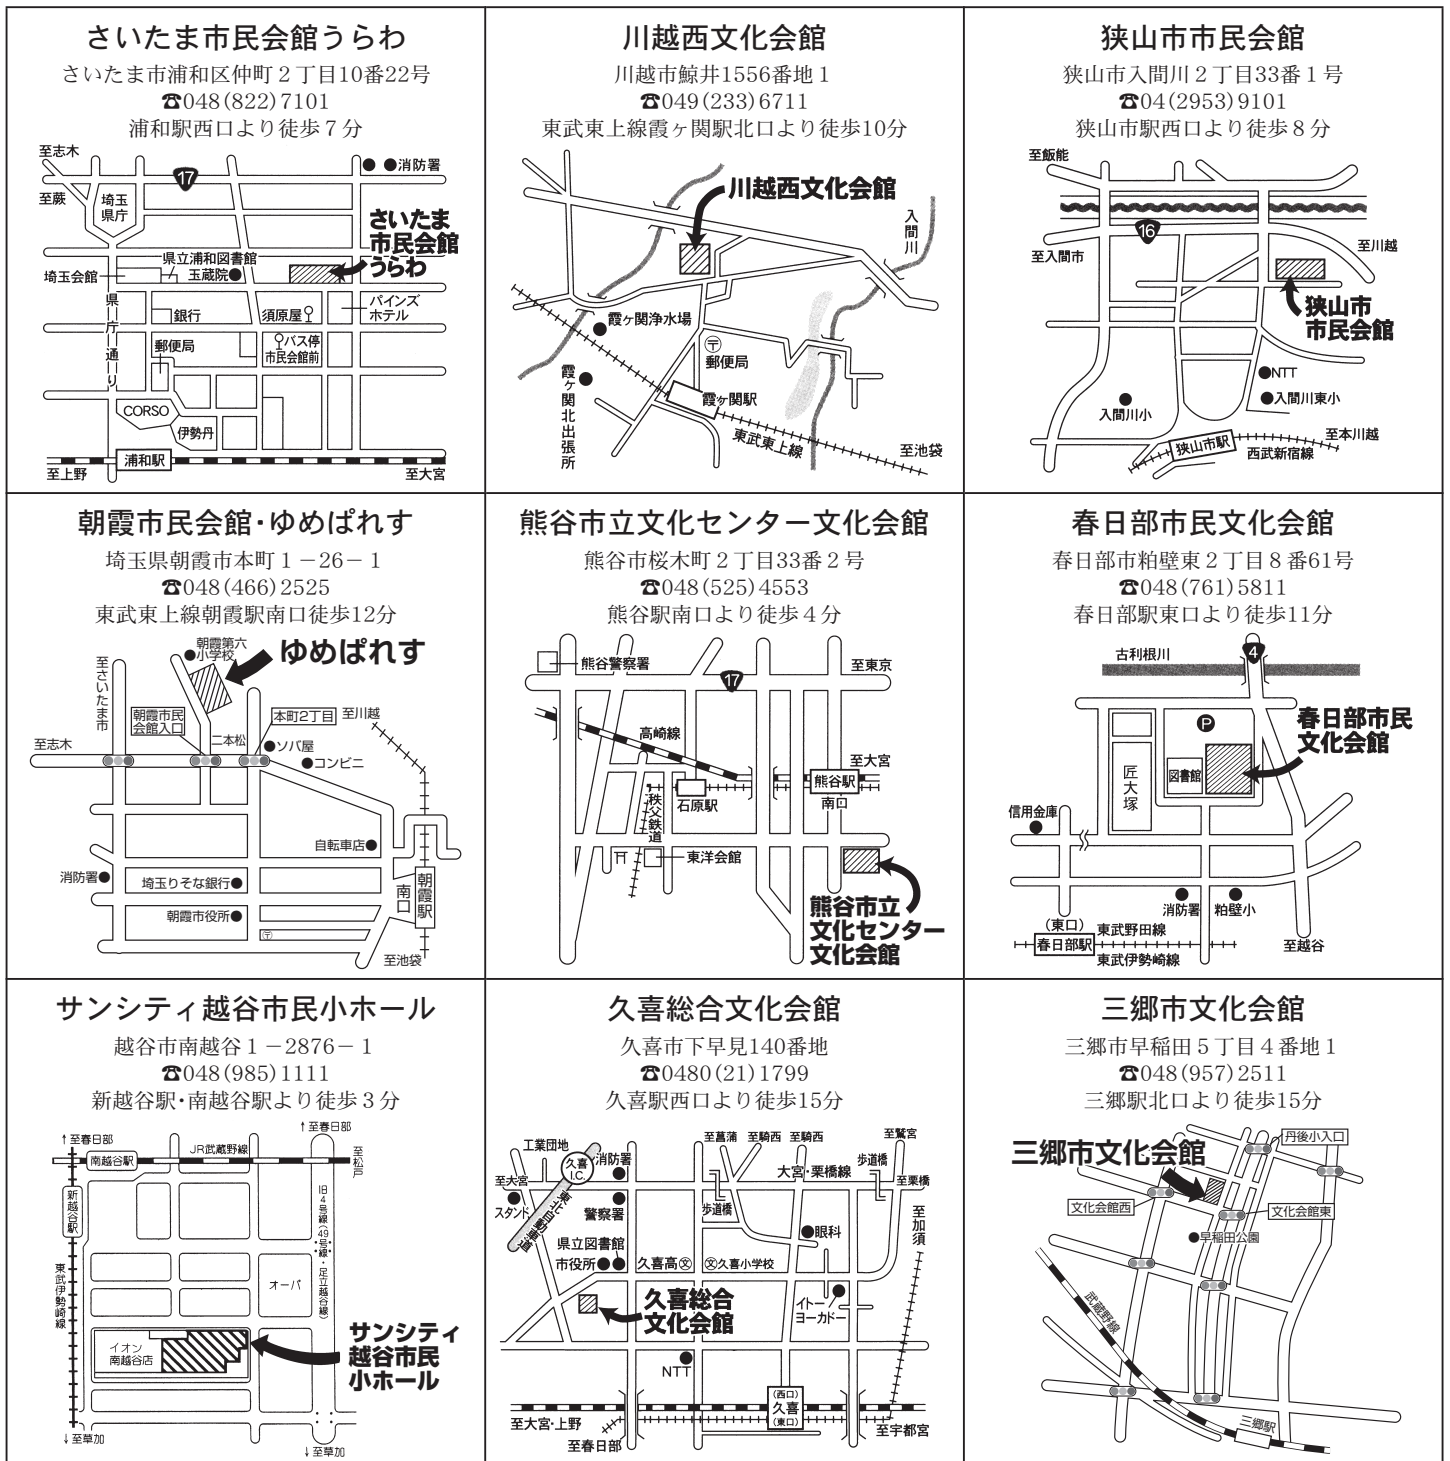 さいたま市民会館うらわ
さいたま市浦和区仲町２丁目10番22号
☎048(822)7101
浦和駅西口より徒歩７分
至志木
17
消防署
至蕨
埼玉
県庁
さいたま
市民会館
うらわ
県立浦和図書館
埼玉会館
玉蔵院
県庁通り
銀行
須原屋
パインズ
ホテル
郵便局
バス停
市民会館前
CORSO
伊勢丹
浦和駅
至上野
至大宮
川越西文化会館
川越市鯨井1556番地１
☎049(233)6711
東武東上線霞ヶ関駅北口より徒歩10分
川越西文化会館
入間川
霞ヶ関浄水場
〒
郵便局
霞ヶ関北出張所
霞ヶ関駅
東武東上線
至池袋
狭山市市民会館
狭山市入間川２丁目33番１号
☎04(2953)9101
狭山市駅西口より徒歩８分
至飯能
16
至入間市
至川越
狭山市
市民会館
NTT
入間川小
入間川東小
狭山市駅
至本川越
西武新宿線
朝霞市民会館・ゆめぱれす
埼玉県朝霞市本町１－26－１
☎048(466)2525
東武東上線朝霞駅南口徒歩12分
朝霞第六
小学校
ゆめぱれす
至さいたま市
朝霞市民
会館入口
本町2丁目
至川越
至志木
二本松
ソバ屋
コンビニ
自転車店
消防署
埼玉りそな銀行
南口
朝霞駅
朝霞市役所
〒
至池袋
熊谷市立文化センター文化会館
熊谷市桜木町２丁目33番２号
☎048(525)4553
熊谷駅南口より徒歩４分
熊谷警察署
至東京
17
高崎線
至大宮
熊谷駅
南口
石原駅
秩父鉄道
東洋会館
熊谷市立
文化センター
文化会館
春日部市民文化会館
春日部市粕壁東２丁目８番61号
☎048(761)5811
春日部駅東口より徒歩11分
古利根川
4
P
春日部市民
文化会館
匠大塚
図書館
信用金庫
消防署
粕壁小
(東口)
春日部駅
東武野田線
東武伊勢崎線
至越谷
サンシティ越谷市民小ホール
越谷市南越谷１－2876－１
☎048(985)1111
新越谷駅・南越谷駅より徒歩３分
↑至春日部
↑至春日部
JR武蔵野線
南越谷駅
至松戸
新越谷駅
旧4号線(49号線・足立越谷線)
東武伊勢崎線
オーパ
イオン
南越谷店
サンシティ
越谷市民
小ホール
↓至草加
↓至草加
久喜総合文化会館
久喜市下早見140番地
☎0480(21)1799
久喜駅西口より徒歩15分
工業団地
久喜
I.C.
消防署
至菖蒲
至騎西
至騎西
至鷲宮
大宮・栗橋線
歩道橋
至大宮
至栗橋
スタンド
東北自動車道
警察署
歩道橋
眼科
至加須
県立図書館
市役所
久喜高
文
文
久喜小学校
久喜総合
文化会館
イトー
ヨーカドー
NTT
(西口)
久喜
(東口)
至大宮・上野
至春日部
至宇都宮
三郷市文化会館
三郷市早稲田５丁目４番地１
☎048(957)2511
三郷駅北口より徒歩15分
丹後小入口
三郷市文化会館
文化会館西
文化会館東
早稲田公園
武蔵野線
三郷駅